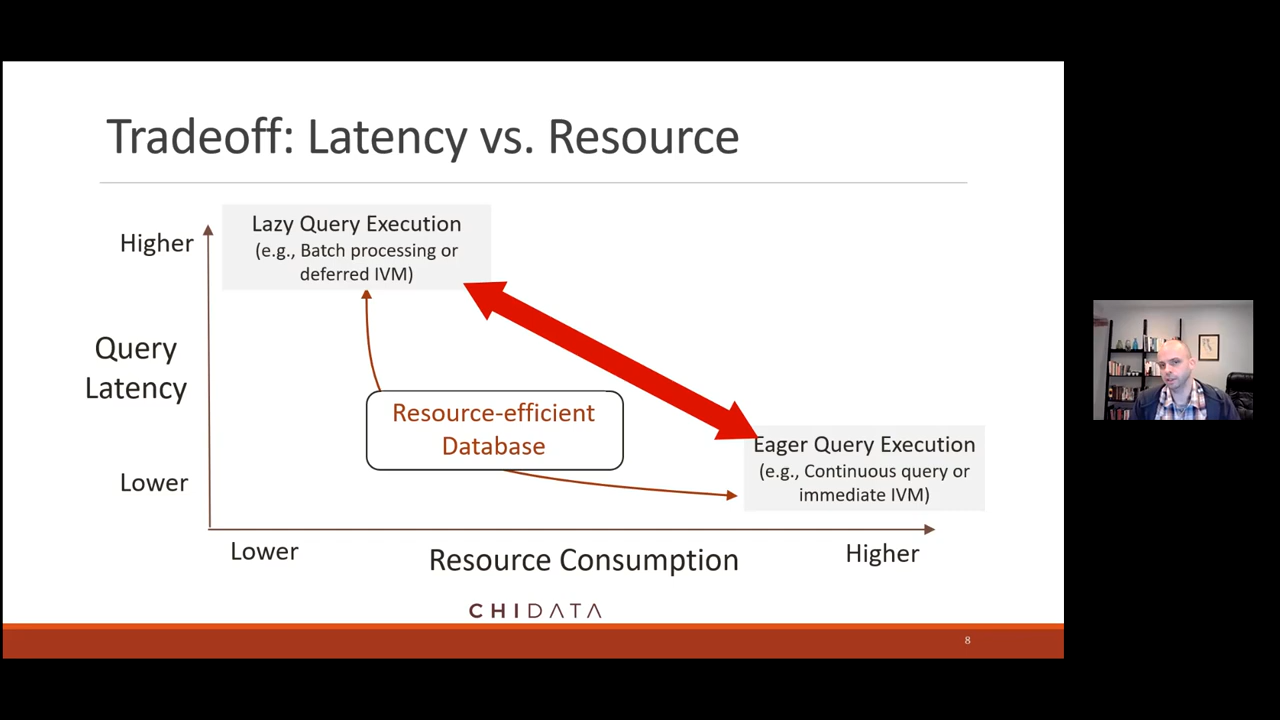 Tradeoff: Latency vs. Resource
Higher
Lazy Query Execution
(e.g., Batch processing or
deferred IVM)
Query
Latency
Resource-efficient
Database
Eager Query Execution
(e.g., Continuous query or
immediate IVM)
Lower
Lower
Resource Consumption
Higher
CHIDATA
8